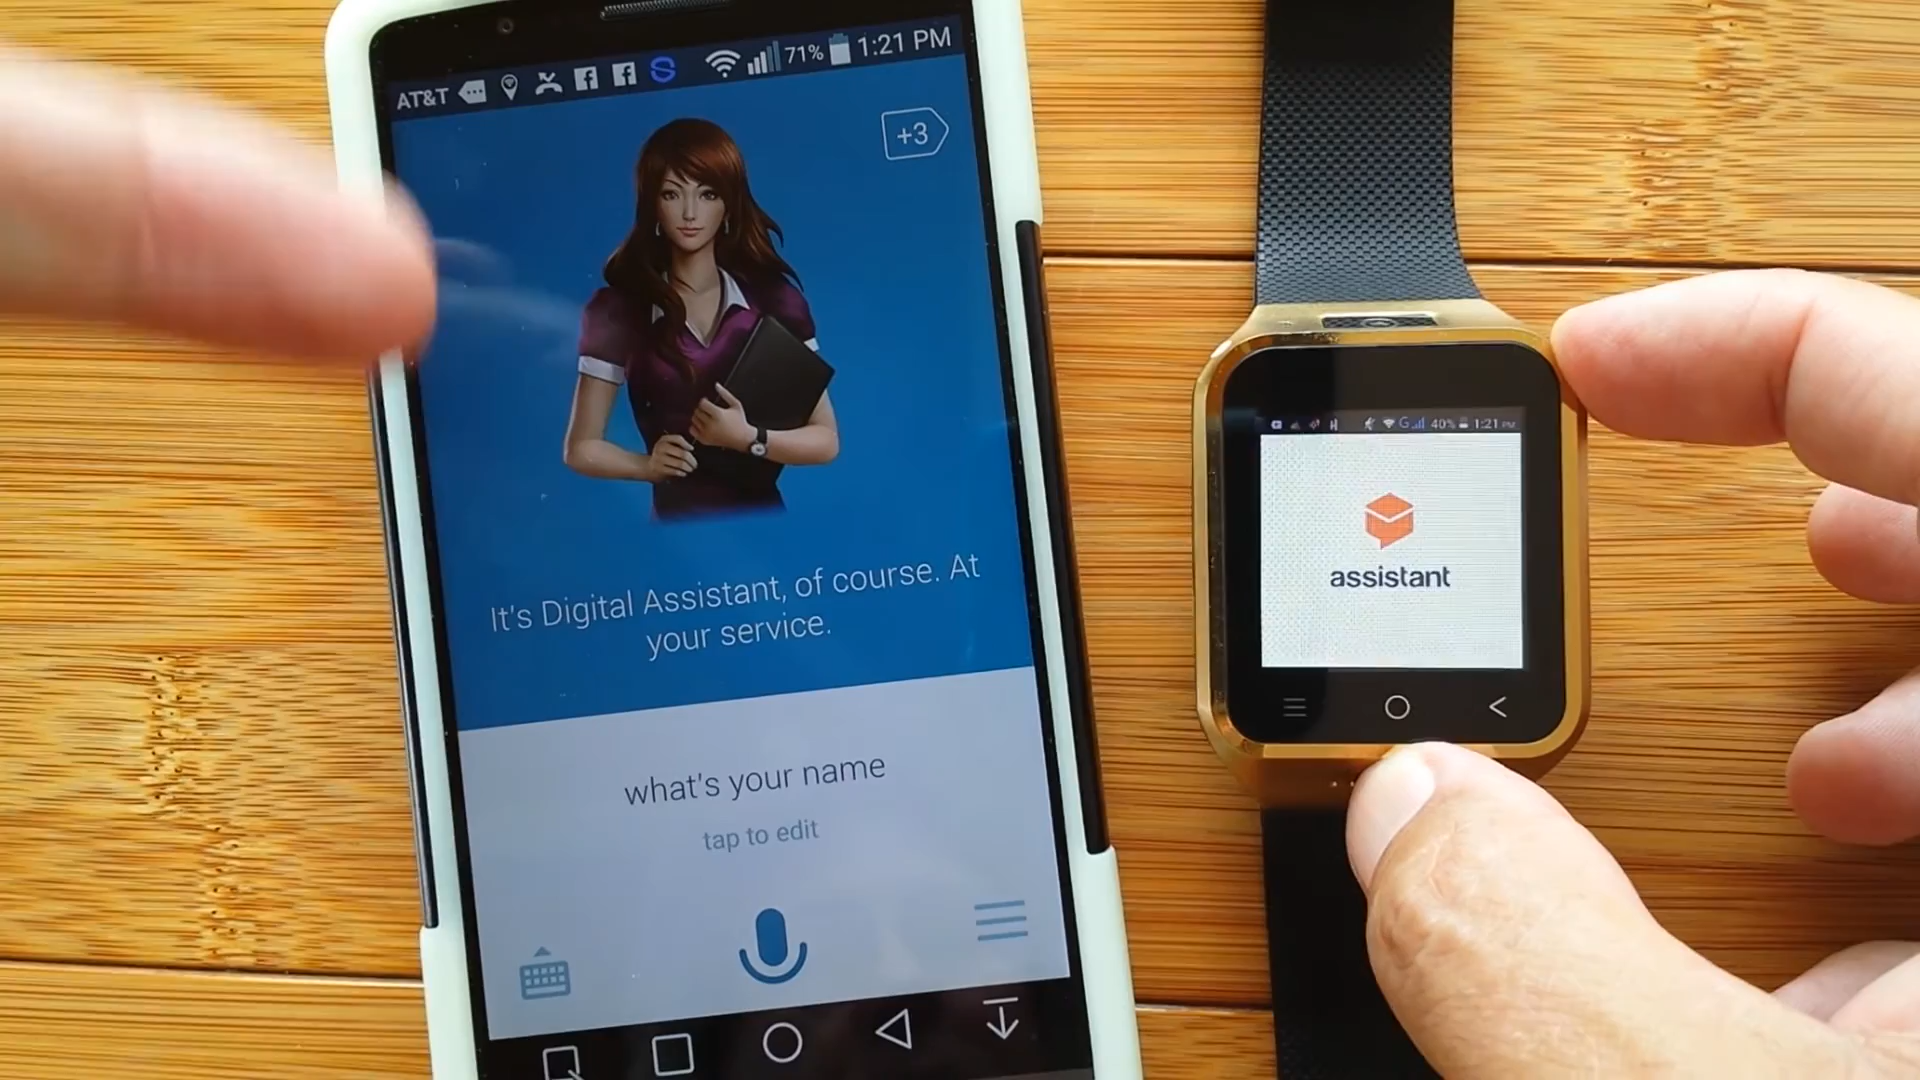 AT&T 71% 1:21 PM
+3
It's Digital Assistant, of course. At
your service.
what's your name
tap to edit
G 40% 1:21 PM
assistant